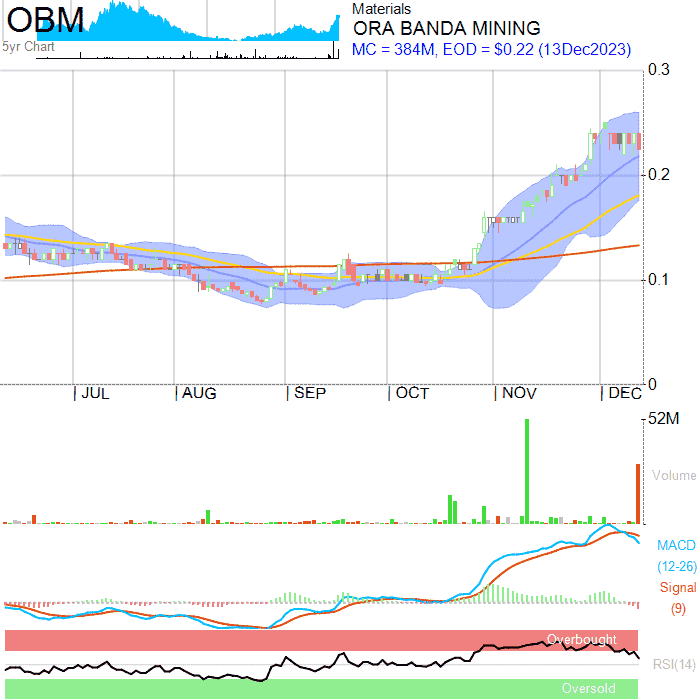 OBM
5yr Chart
Materials
ORA BANDA MINING
MC = 384M, EOD = $0.22 (13Dec2023)
0.3
0.2
0.1
0
JUL AUG SEP OCT NOV DEC
52M
Volume
MACD
(12-26)
Signal
(9)
Overbought
RSI(14)
Oversold